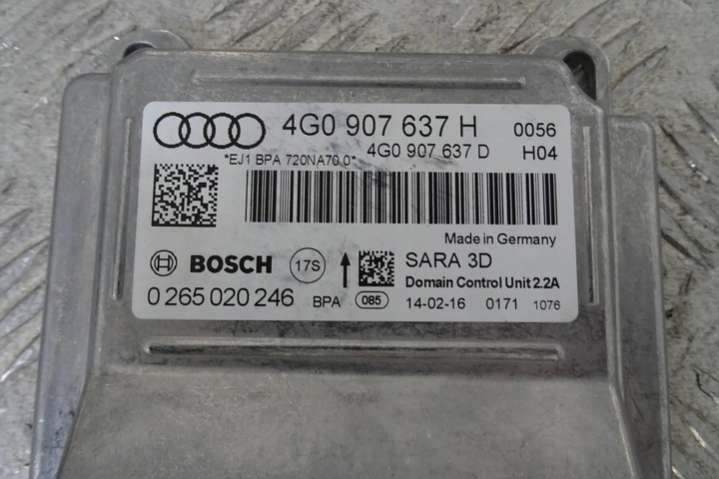 4G0 907 637 H 0056
4G0 907 637 D H04
*EJ1 BPA 720NA70 0*
Made in Germany
BOSCH 17S SARA 3D
Domain Control Unit 2.2A
0 265 020 246 BPA 085 14-02-16 0171 1076